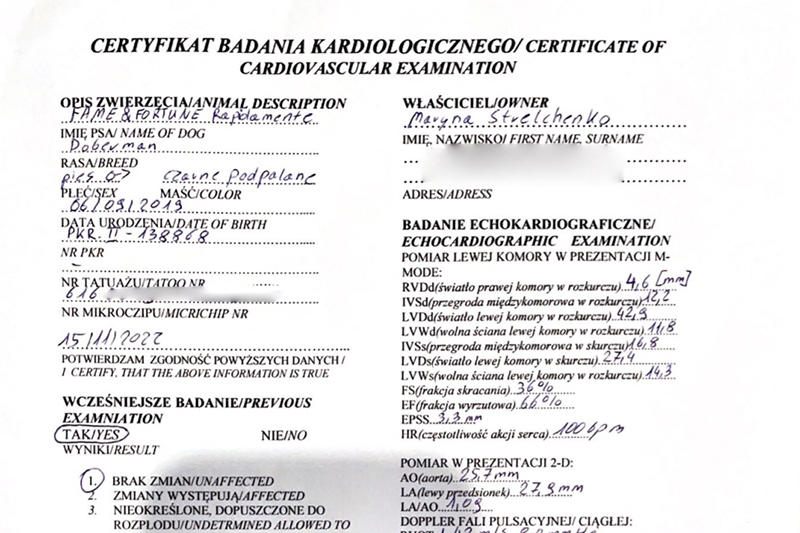 CERTYFIKAT BADANIA KARDIOLOGICZNEGO/ CERTIFICATE OF
CARDIOVASCULAR EXAMINATION
OPIS ZWIERZĘCIA/ANIMAL DESCRIPTION
FAME & FORTUNE Rapdamente
IMIĘ PSA/ NAME OF DOG
Doberman
RASA/BREED
pies ♂ czarne podpalane
PŁEĆ/SEX MAŚĆ/COLOR
06/09/2019
DATA URODZENIA/DATE OF BIRTH
PKR. II - 138868
NR PKR
–
NR TATUAŻU/TATOO NR
616
NR MIKROCZIPU/MICRICHIP NR
15/11/2022
POTWIERDZAM ZGODNOŚĆ POWYŻSZYCH DANYCH /
I CERTIFY, THAT THE ABOVE INFORMATION IS TRUE
WCZEŚNIEJSZE BADANIE/PREVIOUS
EXAMNIATION
TAK/YES NIE/NO
WYNIKI/RESULT
1. BRAK ZMIAN/UNAFFECTED
2. ZMIANY WYSTĘPUJĄ/AFFECTED
3. NIEOKREŚLONE, DOPUSZCZONE DO
ROZPŁODU/UNDETRMINED ALLOWED TO
WŁAŚCICIEL/OWNER
Maryna Strelchenko
IMIĘ, NAZWISKO/ FIRST NAME, SURNAME
ADRES/ADRESS
BADANIE ECHOKARDIOGRAFICZNE/
ECHOCARDIOGRAPHIC EXAMINATION
POMIAR LEWEJ KOMORY W PREZENTACJI M-
MODE:
RVDd(światło prawej komory w rozkurczu) 4,6 [mm]
IVSd(przegroda międzykomorowa w rozkurczu) 12,2
LVDd(światło lewej komory w rozkurczu) 42,9
LVWd(wolna ściana lewej komory w rozkurczu) 11,8
IVSs(przegroda międzykomorowa w skurczu) 16,8
LVDs(światło lewej komory w skurczu) 27,4
LVWs(wolna ściana lewej komory w rozkurczu) 14,3
FS(frakcja skracania) 36%
EF(frakcja wyrzutowa) 66%
EPSS 3,3 mm
HR(częstotliwość akcji serca) 100 bpm
POMIAR W PREZENTACJI 2-D:
AO(aorta) 25,7 mm
LA(lewy przedsionek) 27,9 mm
LA/AO 1,09
DOPPLER FALI PULSACYJNEJ/ CIĄGŁEJ: